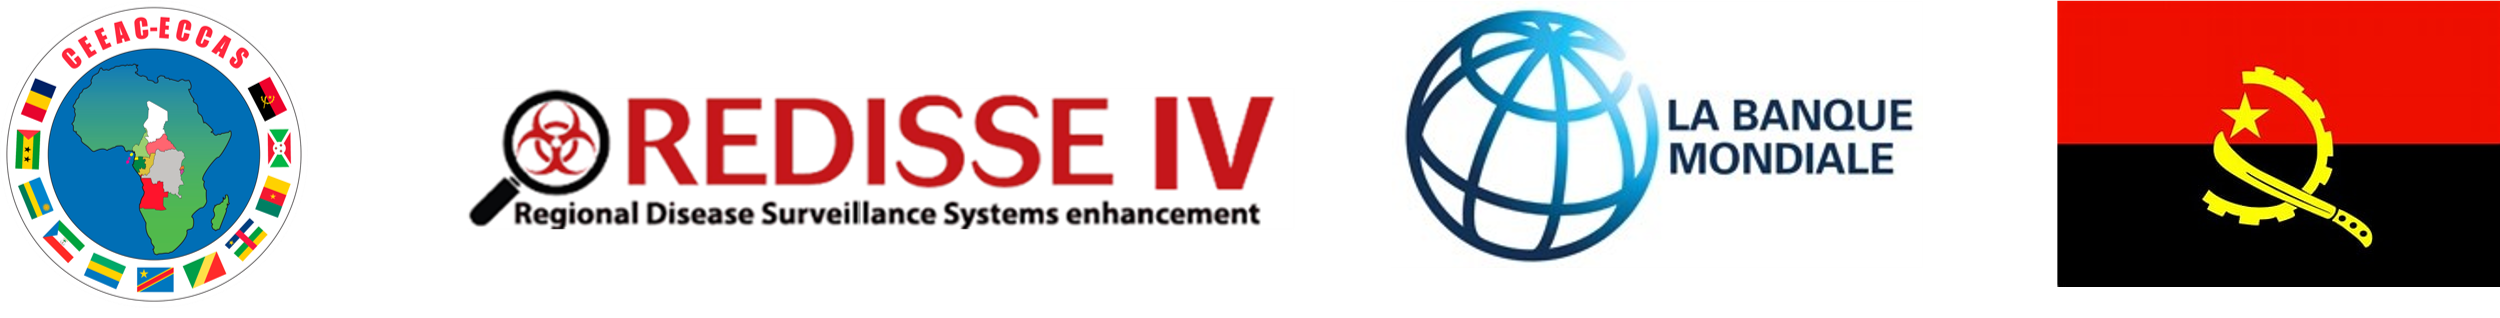 CEEAC-ECCAS
REDISSE IV
Regional Disease Surveillance Systems enhancement
LA BANQUE
MONDIALE